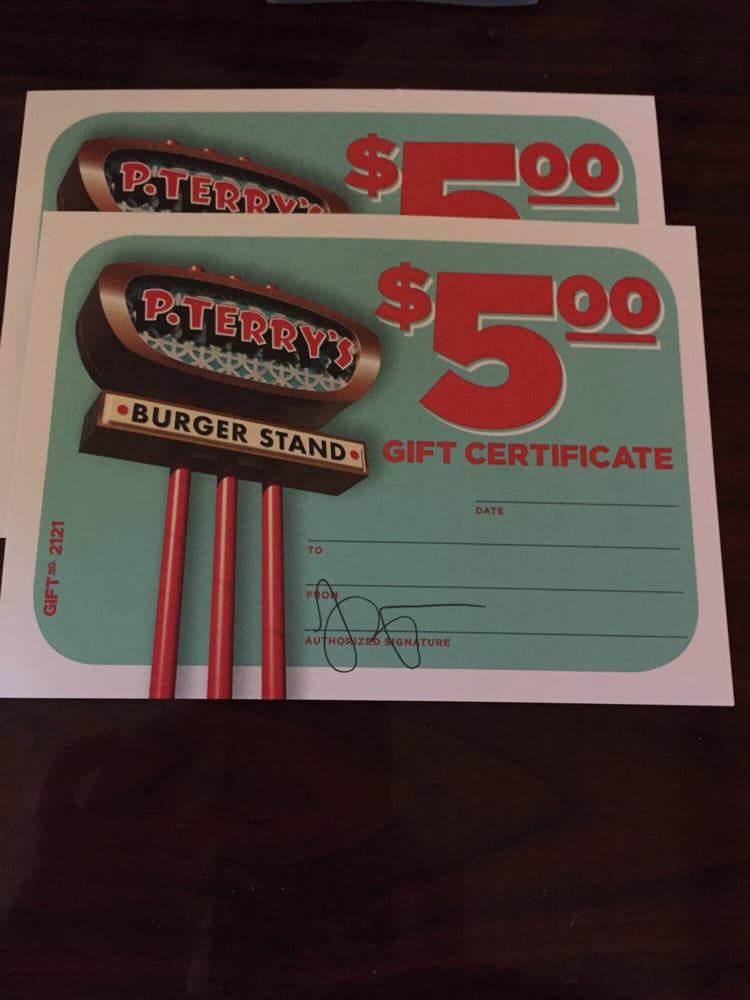 P.TERRY'S
$5.00
P.TERRY'S
BURGER STAND
$5.00
GIFT CERTIFICATE
DATE
TO
FROM
AUTHORIZED SIGNATURE
GIFT NO. 2121